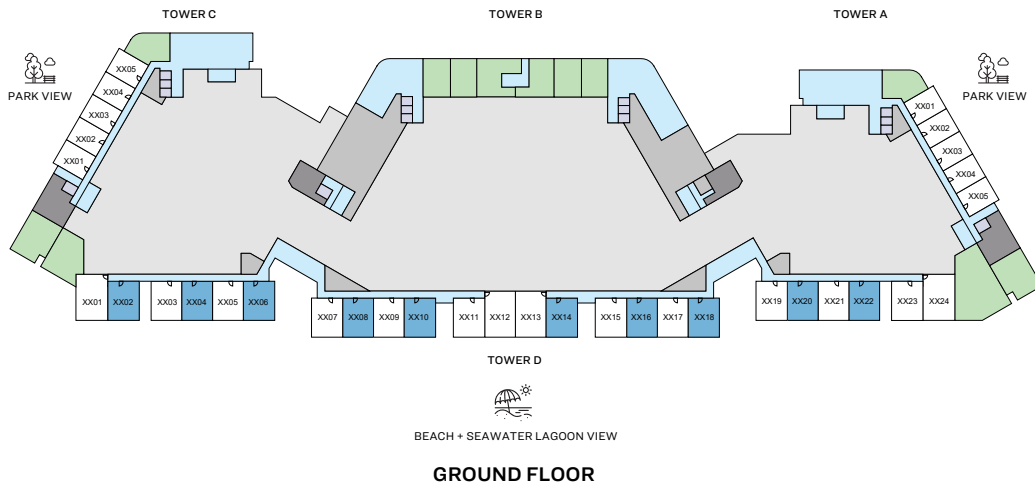 TOWER C
TOWER B
TOWER A
PARK VIEW
PARK VIEW
XX05
XX04
XX03
XX02
XX01
XX01
XX02
XX03
XX04
XX05
XX01
XX02
XX03
XX04
XX05
XX06
XX07
XX08
XX09
XX10
XX11
XX12
XX13
XX14
XX15
XX16
XX17
XX18
XX19
XX20
XX21
XX22
XX23
XX24
TOWER D
BEACH + SEAWATER LAGOON VIEW
GROUND FLOOR